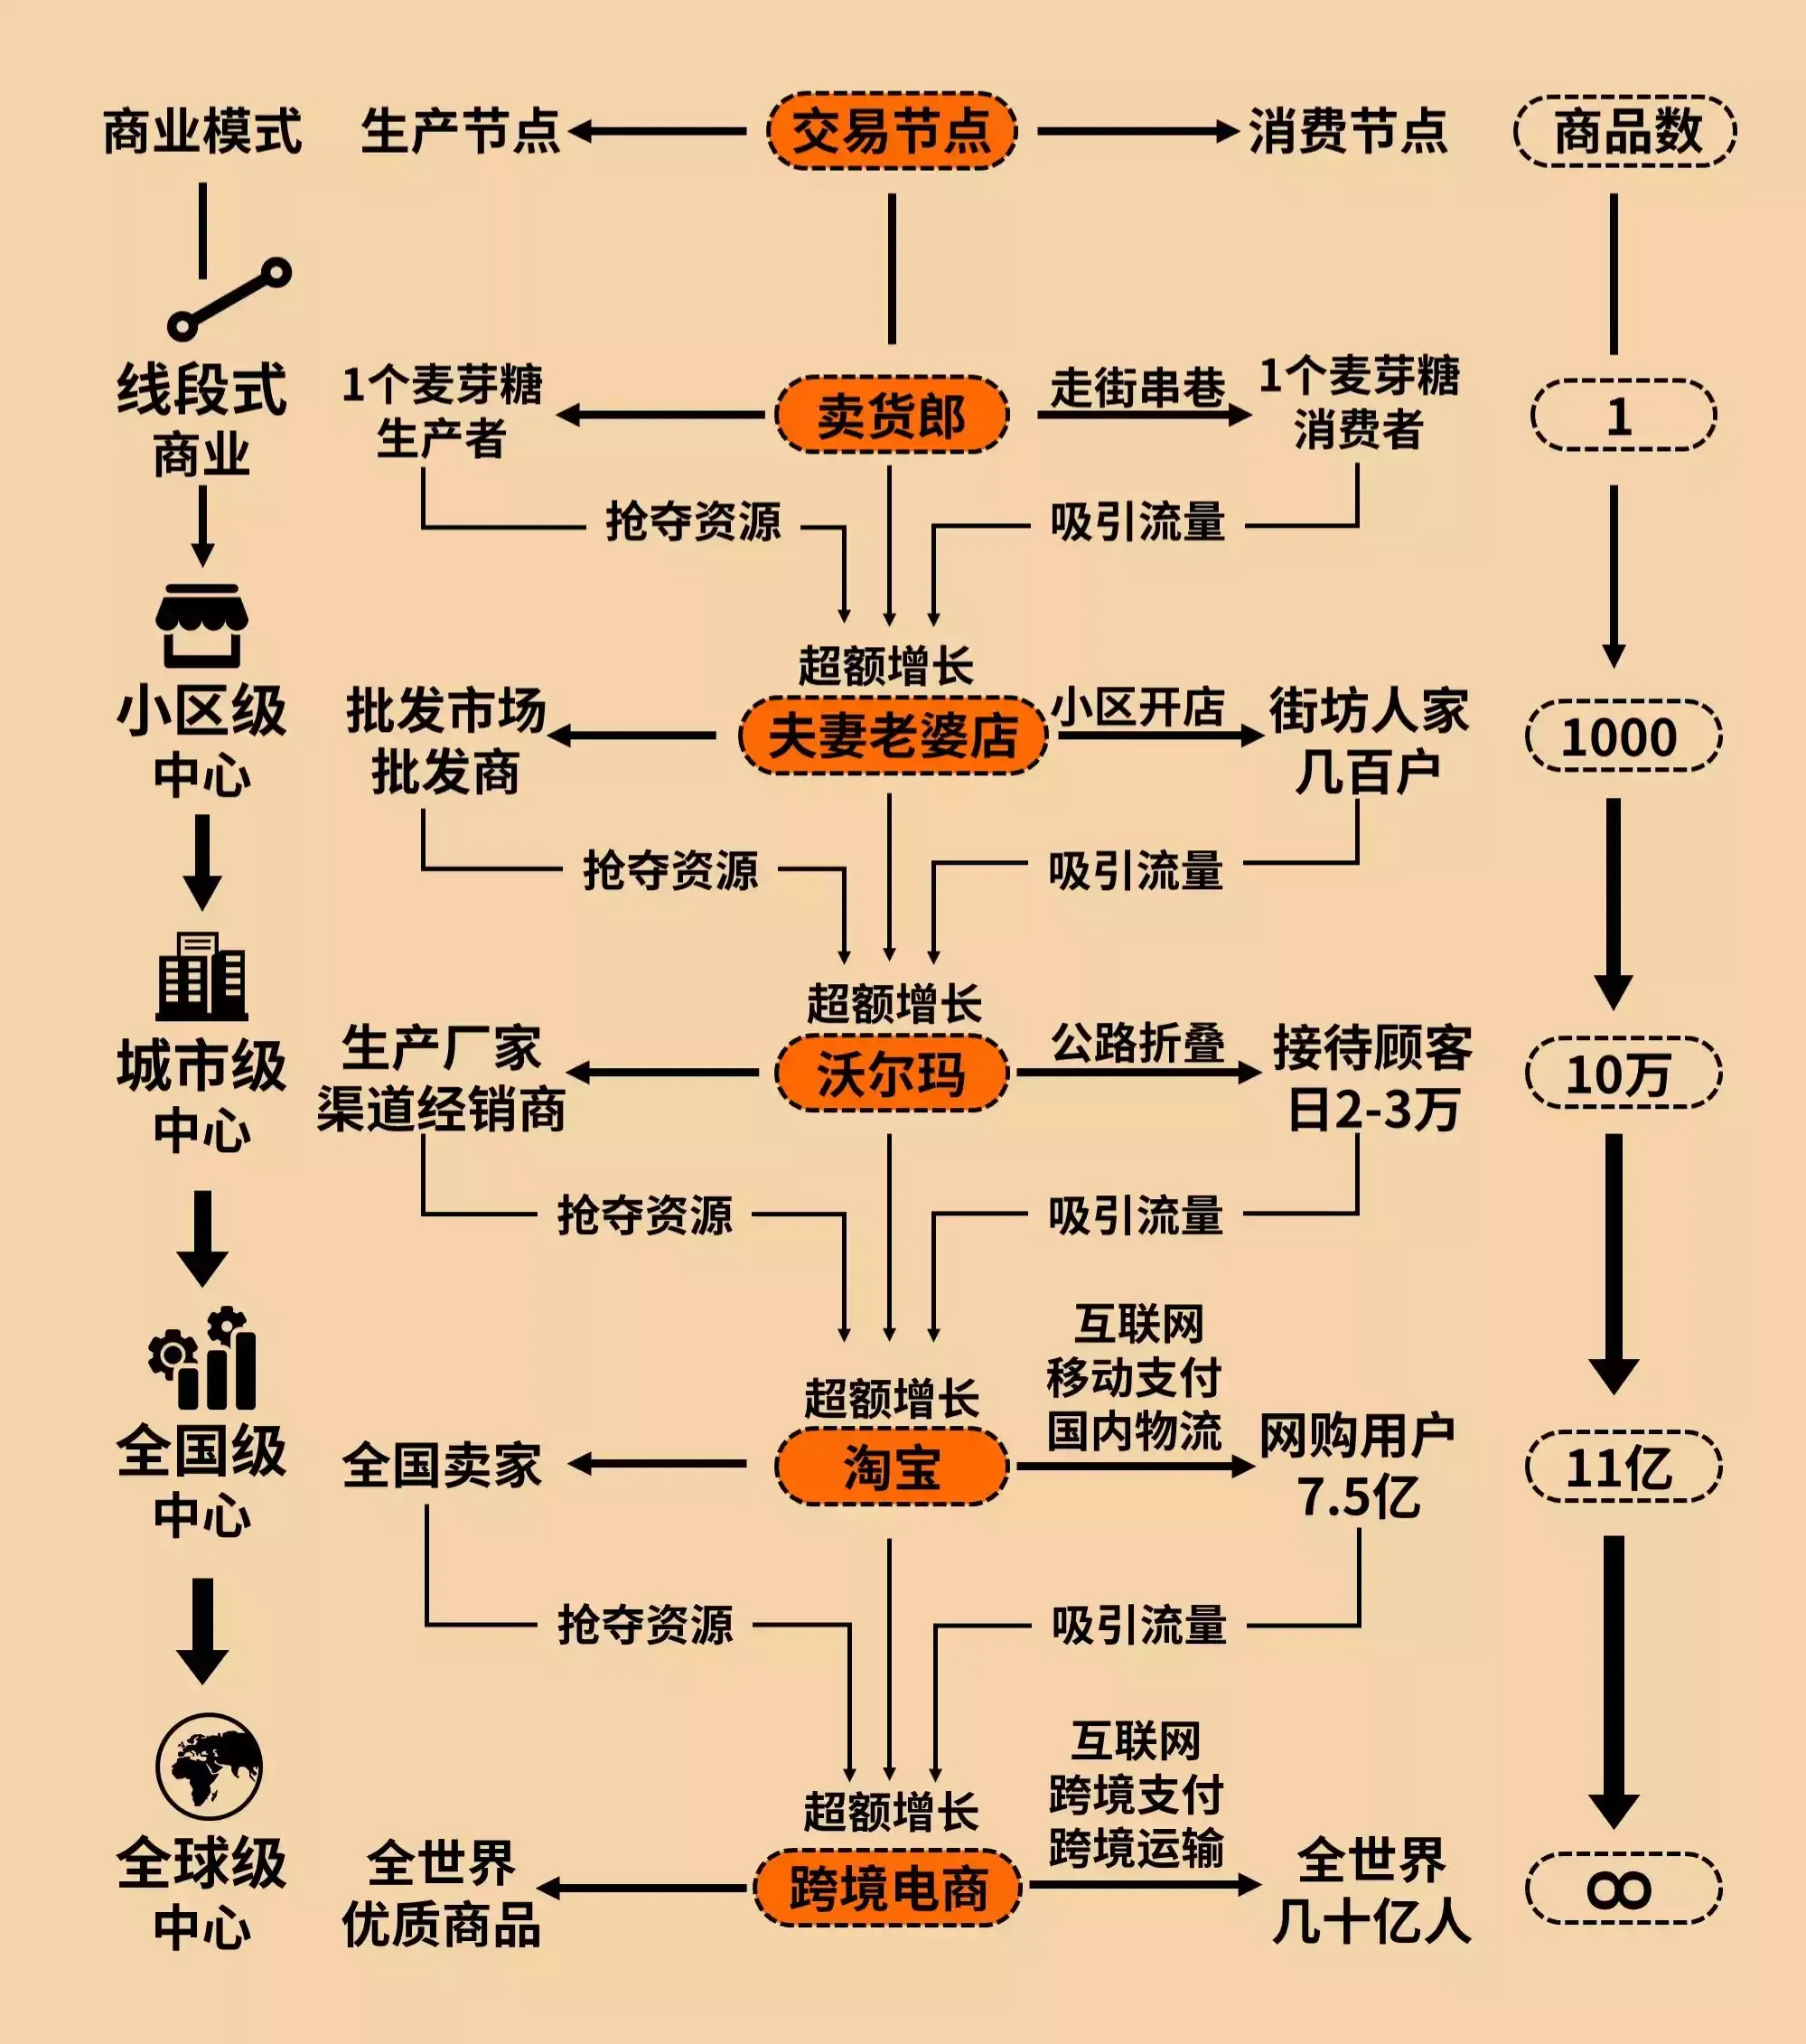 商业模式
生产节点
交易节点
消费节点
商品数
线段式
商业
1个麦芽糖
生产者
卖货郎
走街串巷
1个麦芽糖
消费者
1
抢夺资源
吸引流量
超额增长
小区级
中心
批发市场
批发商
夫妻老婆店
小区开店
街坊人家
几百户
1000
抢夺资源
吸引流量
超额增长
城市级
中心
生产厂家
渠道经销商
沃尔玛
公路折叠
接待顾客
日2-3万
10万
抢夺资源
吸引流量
超额增长
全国级
中心
全国卖家
淘宝
互联网
移动支付
国内物流
网购用户
7.5亿
11亿
抢夺资源
吸引流量
超额增长
全球级
中心
全世界
优质商品
跨境电商
互联网
跨境支付
跨境运输
全世界
几十亿人
∞